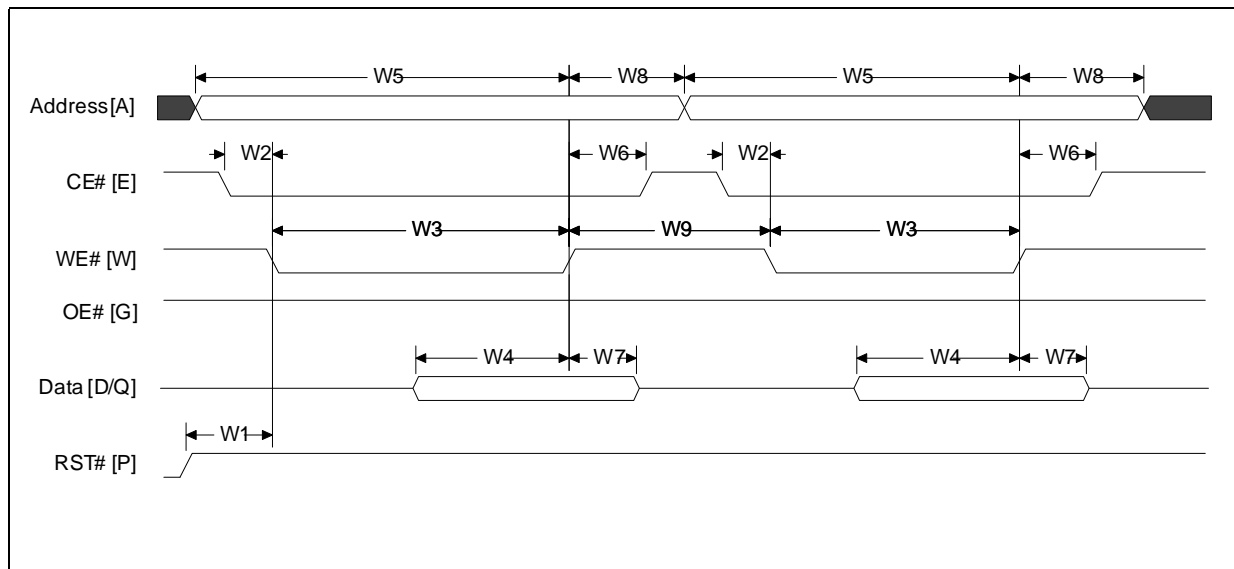 W5 W8 W5 W8
Address [A]
W2 W6 W2 W6
CE# [E]
W3 W9 W3
WE# [W]
OE# [G]
W4 W7 W4 W7
Data [D/Q]
W1
RST# [P]